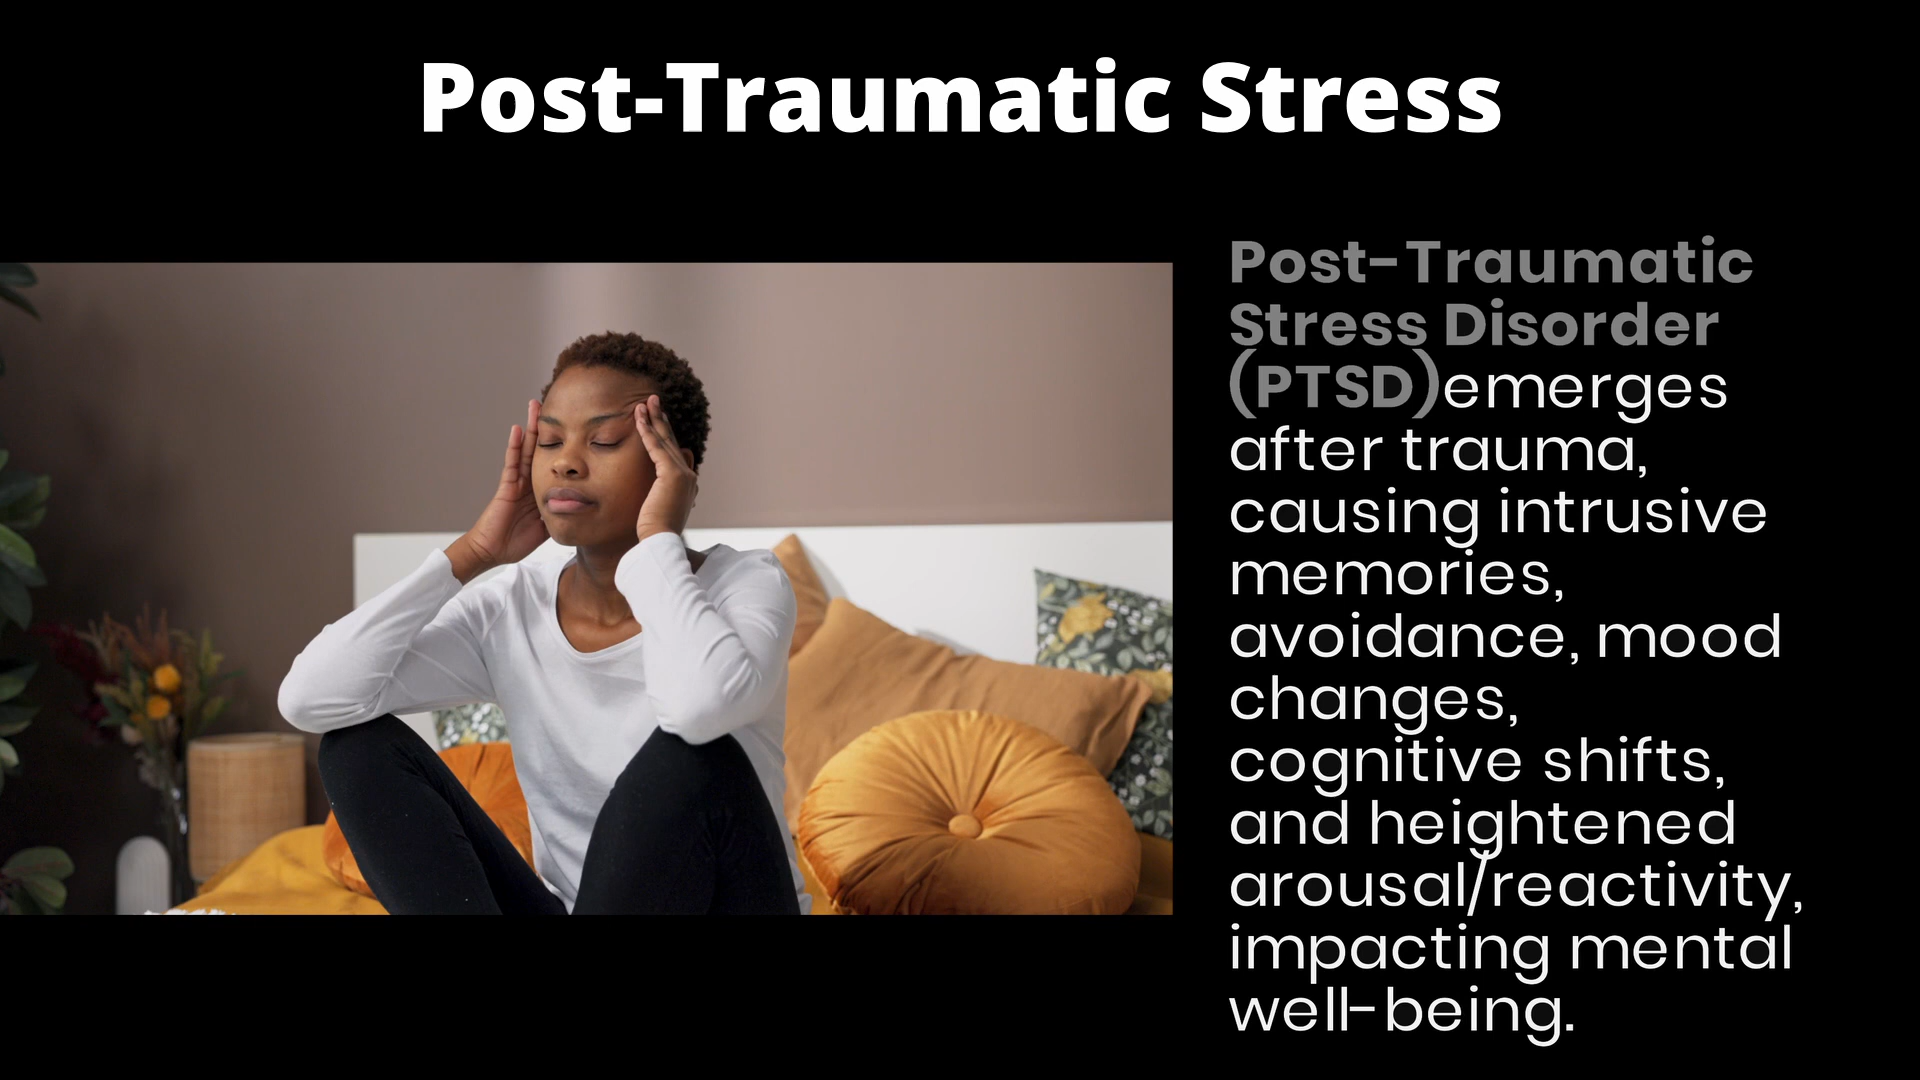 Post-Traumatic Stress
Post-Traumatic
Stress Disorder
(PTSD)emerges
after trauma,
causing intrusive
memories,
avoidance, mood
changes,
cognitive shifts,
and heightened
arousal/reactivity,
impacting mental
well-being.